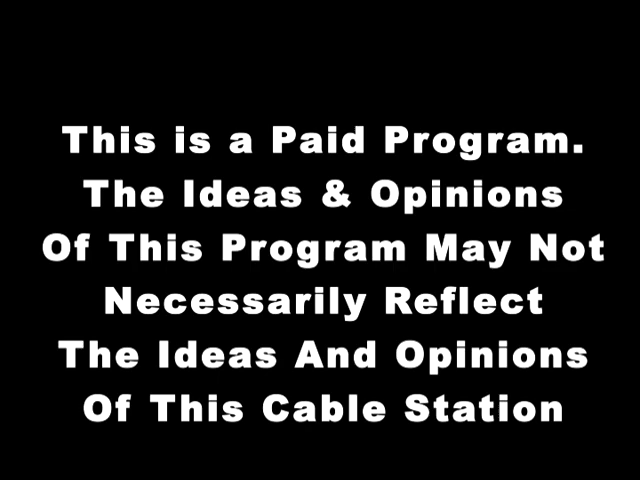 This is a Paid Program.
The Ideas & Opinions
Of This Program May Not
Necessarily Reflect
The Ideas And Opinions
Of This Cable Station